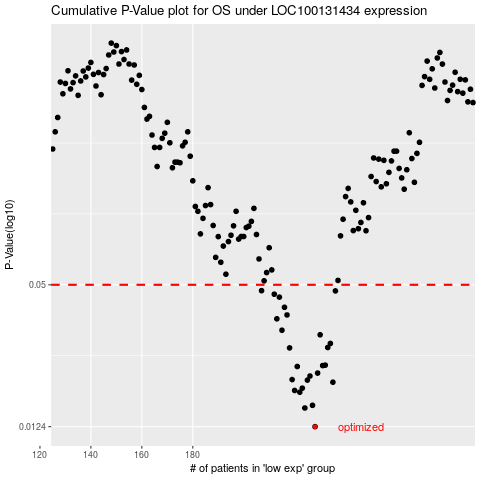 Cumulative P-Value plot for OS under LOC100131434 expression
P-Value(log10)
0.05
0.0124
optimized
120 140 160 180
# of patients in 'low exp' group